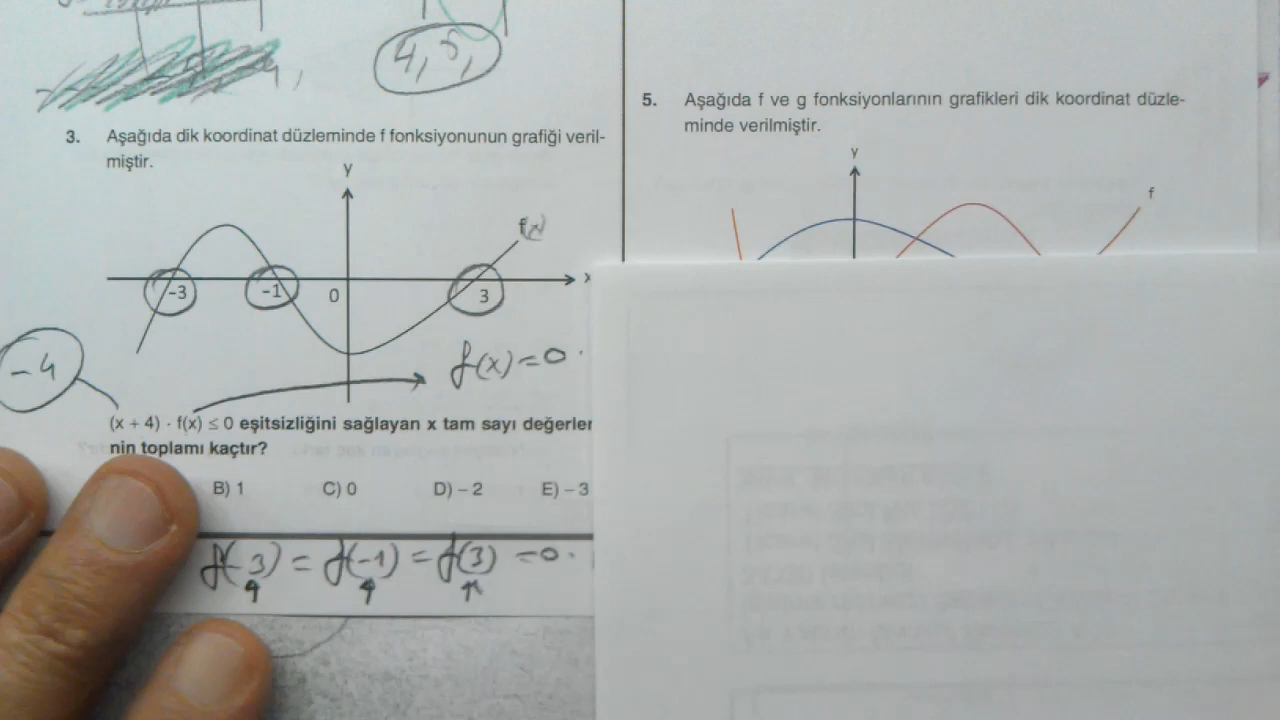 4, 5,
3. Aşağıda dik koordinat düzleminde f fonksiyonunun grafiği veril-
miştir.
y
f(x)
x
-3
-1
0
3
-4
f(x)=0.
(x + 4) · f(x) ≤ 0 eşitsizliğini sağlayan x tam sayı değerler
nin toplamı kaçtır?
B) 1 C) 0 D) – 2 E) – 3
f(-3) = f(-1) = f(3) =0.
5. Aşağıda f ve g fonksiyonlarının grafikleri dik koordinat düzle-
minde verilmiştir.
y
f